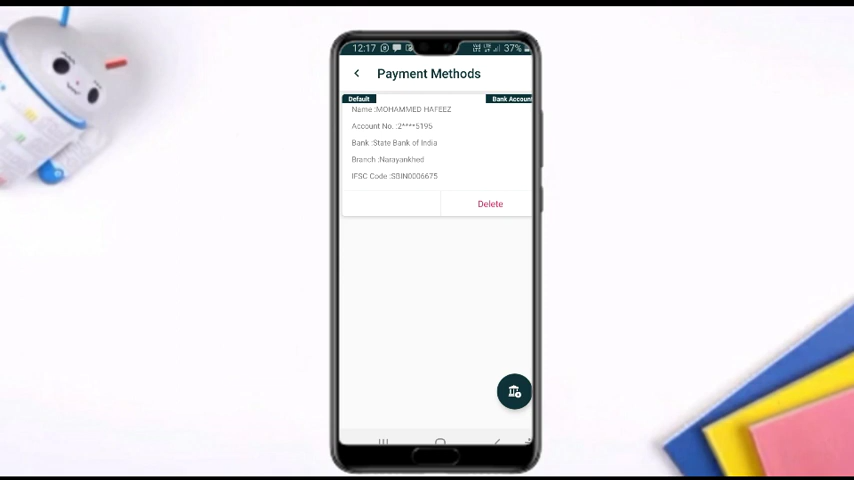 12:17 37%
Payment Methods
Default Bank Accoun
Name :MOHAMMED HAFEEZ
Account No. :2****5195
Bank :State Bank of India
Branch :Narayankhed
IFSC Code :SBIN0006675
Delete